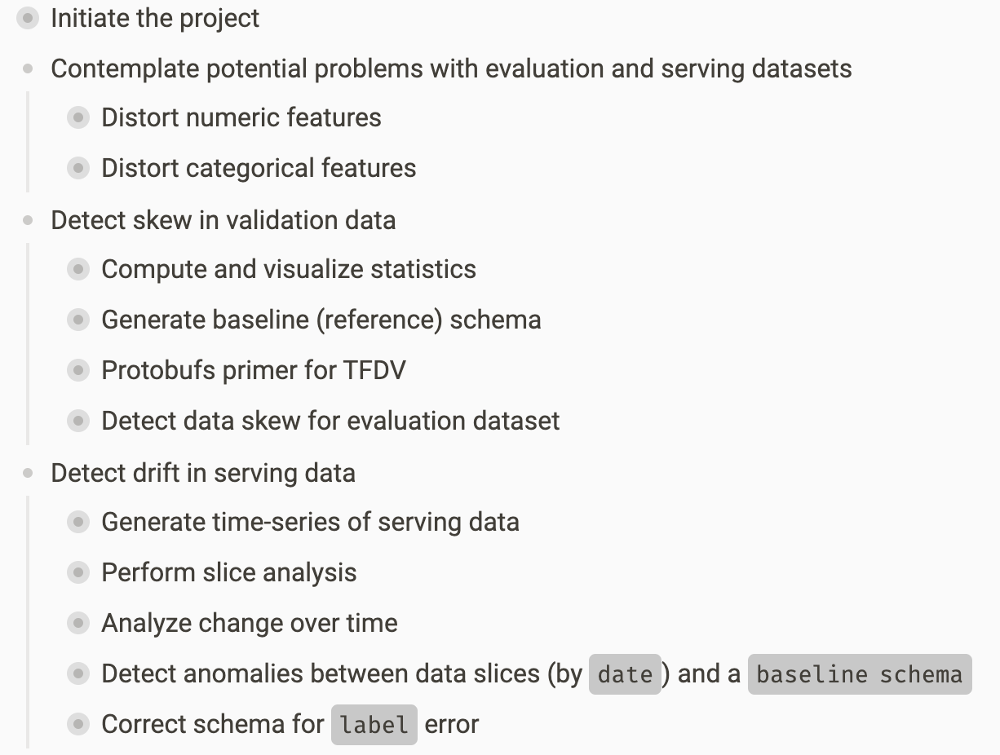 Initiate the project
Contemplate potential problems with evaluation and serving datasets
Distort numeric features
Distort categorical features
Detect skew in validation data
Compute and visualize statistics
Generate baseline (reference) schema
Protobufs primer for TFDV
Detect data skew for evaluation dataset
Detect drift in serving data
Generate time-series of serving data
Perform slice analysis
Analyze change over time
Detect anomalies between data slices (by date) and a baseline schema
Correct schema for label error